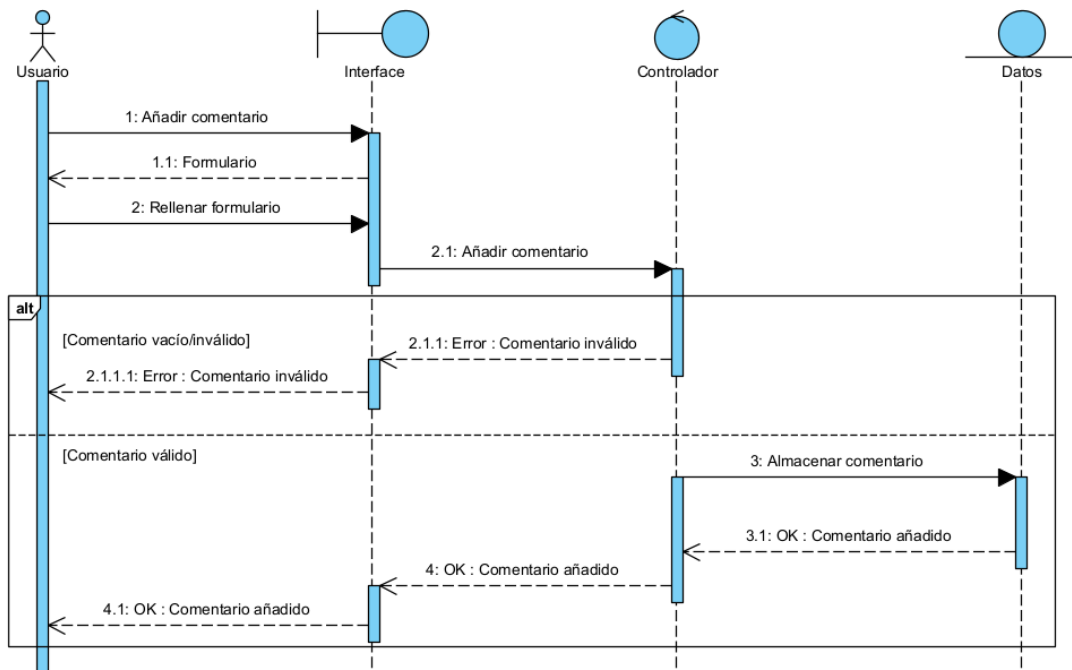 Usuario
Interface
Controlador
Datos
1: Añadir comentario
1.1: Formulario
2: Rellenar formulario
2.1: Añadir comentario
alt
[Comentario vacío/inválido]
2.1.1: Error : Comentario inválido
2.1.1.1: Error : Comentario inválido
[Comentario válido]
3: Almacenar comentario
3.1: OK : Comentario añadido
4: OK : Comentario añadido
4.1: OK : Comentario añadido